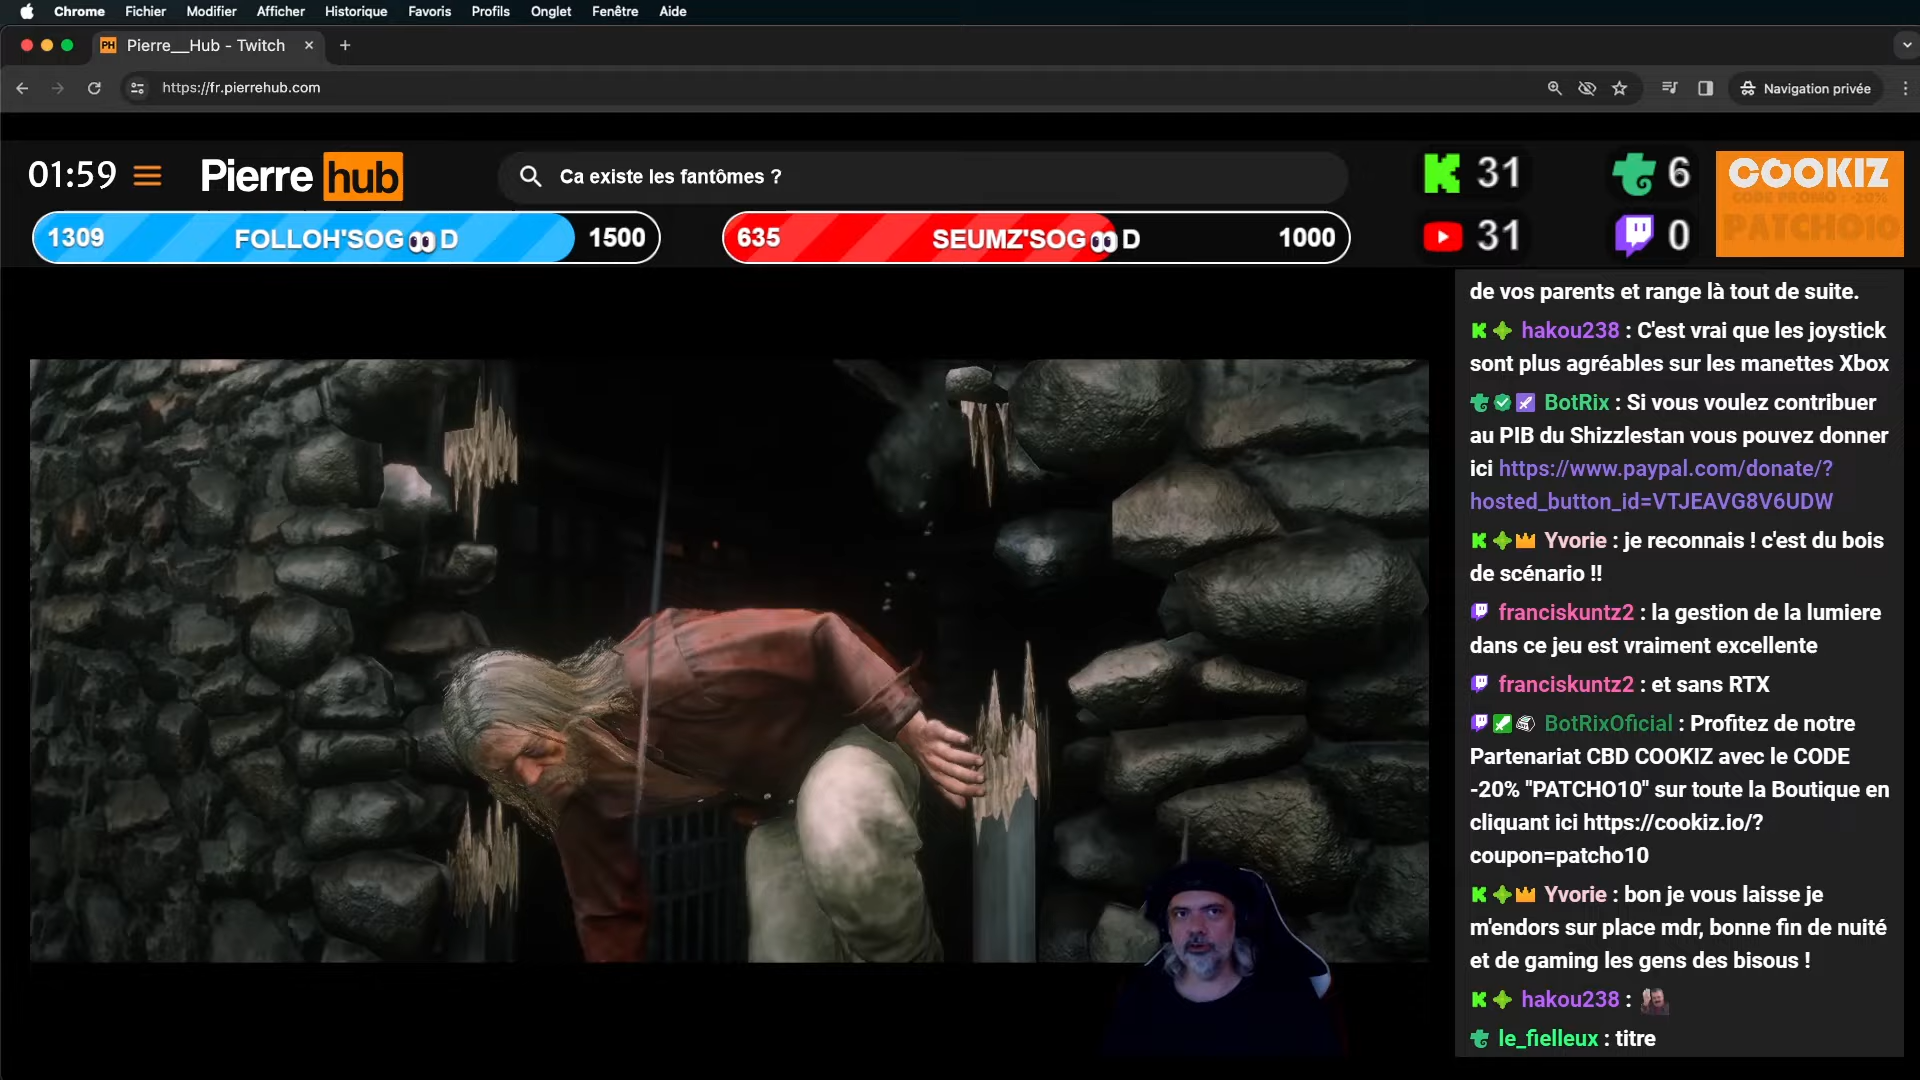 Chrome Fichier Modifier Afficher Historique Favoris Profils Onglet Fenêtre Aide
PH Pierre__Hub - Twitch
https://fr.pierrehub.com
Navigation privée
01:59 Pierre hub
Ca existe les fantômes ?
31 6
COOKIZ
CODE PROMO : -20%
PATCHO10
1309 FOLLOH'SOG👀D 1500
635 SEUMZ'SOG👀D 1000
31 0
de vos parents et range là tout de suite.
hakou238 : C'est vrai que les joystick
sont plus agréables sur les manettes Xbox
BotRix : Si vous voulez contribuer
au PIB du Shizzlestan vous pouvez donner
ici https://www.paypal.com/donate/?
hosted_button_id=VTJEAVG8V6UDW
Yvorie : je reconnais ! c'est du bois
de scénario !!
franciskuntz2 : la gestion de la lumiere
dans ce jeu est vraiment excellente
franciskuntz2 : et sans RTX
BotRixOficial : Profitez de notre
Partenariat CBD COOKIZ avec le CODE
-20% "PATCHO10" sur toute la Boutique en
cliquant ici https://cookiz.io/?
coupon=patcho10
Yvorie : bon je vous laisse je
m'endors sur place mdr, bonne fin de nuité
et de gaming les gens des bisous !
hakou238 :
le_fielleux : titre